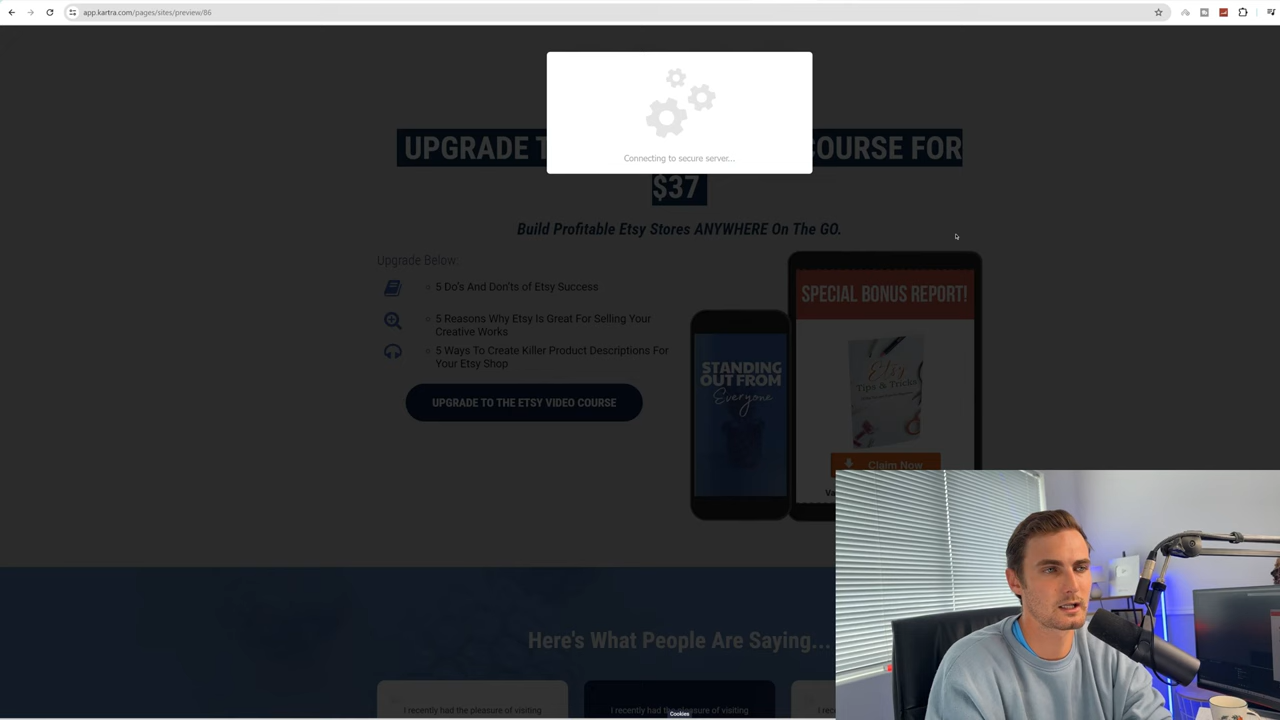 app.kartra.com/pages/sites/preview/86
Connecting to secure server...
UPGRADE T
OURSE FOR
$37
Build Profitable Etsy Stores ANYWHERE On The GO.
Upgrade Below:
5 Do's And Don'ts of Etsy Success
5 Reasons Why Etsy Is Great For Selling Your
Creative Works
5 Ways To Create Killer Product Descriptions For
Your Etsy Shop
UPGRADE TO THE ETSY VIDEO COURSE
STANDING
OUT FROM
Everyone
SPECIAL BONUS REPORT!
Etsy
Tips & Tricks
Claim Now
Here's What People Are Saying...
I recently had the pleasure of visiting
I recently had the pleasure of visiting
I recently
Cookies